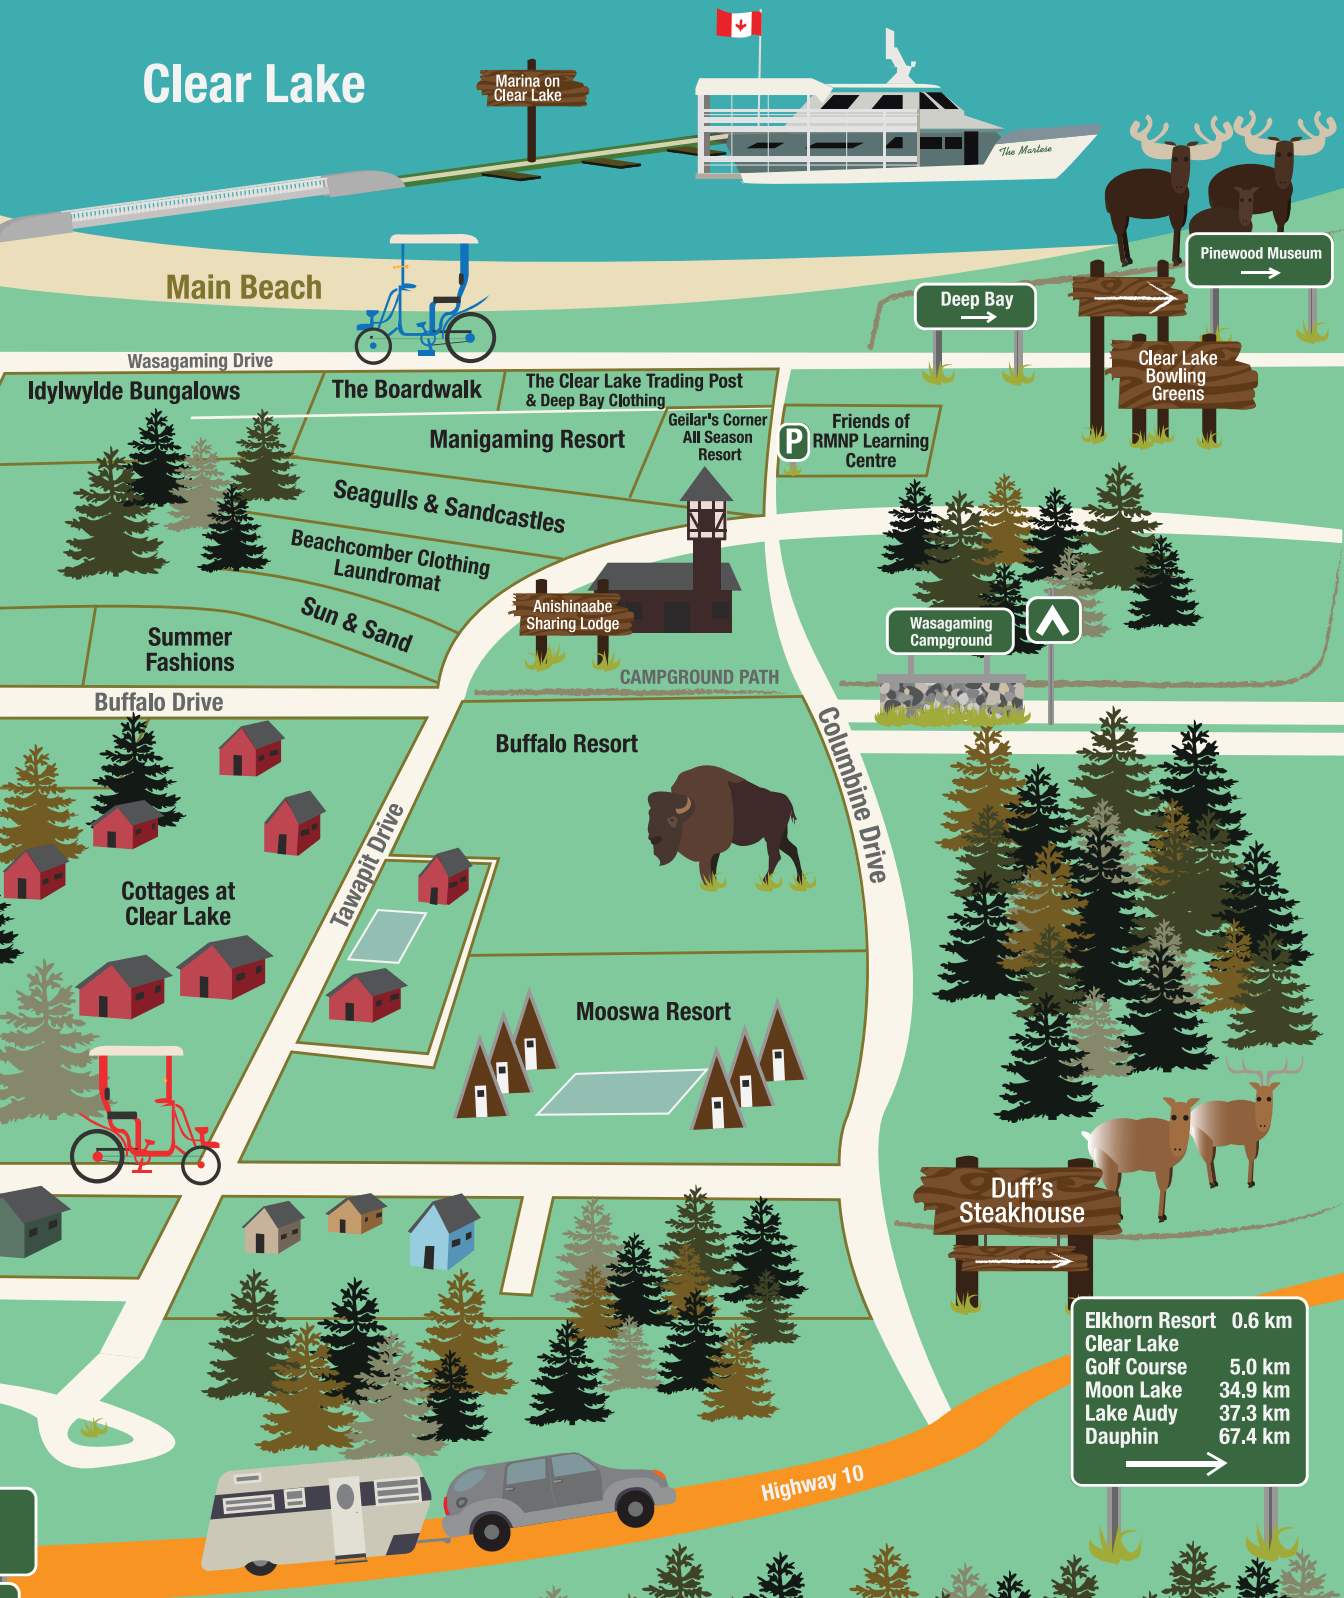 Clear Lake
Marina on
Clear Lake
The Martese
Pinewood Museum
Main Beach
Deep Bay
Clear Lake
Bowling
Greens
Wasagaming Drive
Idylwylde Bungalows
The Boardwalk
The Clear Lake Trading Post
& Deep Bay Clothing
Manigaming Resort
Geilar's Corner
All Season
Resort
P
Friends of
RMNP Learning
Centre
Seagulls & Sandcastles
Beachcomber Clothing
Laundromat
Sun & Sand
Summer
Fashions
Anishinaabe
Sharing Lodge
Wasagaming
Campground
CAMPGROUND PATH
Buffalo Drive
Buffalo Resort
Columbine Drive
Tawapit Drive
Cottages at
Clear Lake
Mooswa Resort
Duff's
Steakhouse
Elkhorn Resort 0.6 km
Clear Lake
Golf Course 5.0 km
Moon Lake 34.9 km
Lake Audy 37.3 km
Dauphin 67.4 km
Highway 10